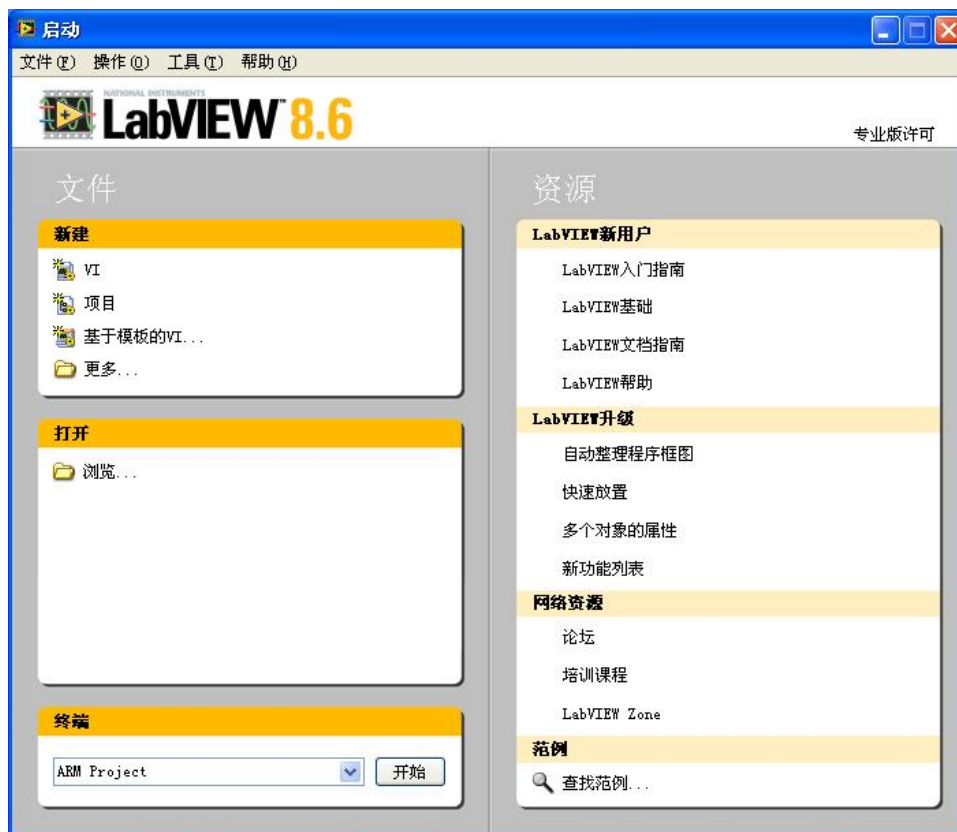 启动
文件(F) 操作(O) 工具(T) 帮助(H)
NATIONAL INSTRUMENTS
LabVIEW™ 8.6
专业版许可
文件
新建
VI
项目
基于模板的VI...
更多...
打开
浏览...
终端
ARM Project
开始
资源
LabVIEW新用户
LabVIEW入门指南
LabVIEW基础
LabVIEW文档指南
LabVIEW帮助
LabVIEW升级
自动整理程序框图
快速放置
多个对象的属性
新功能列表
网络资源
论坛
培训课程
LabVIEW Zone
范例
查找范例...